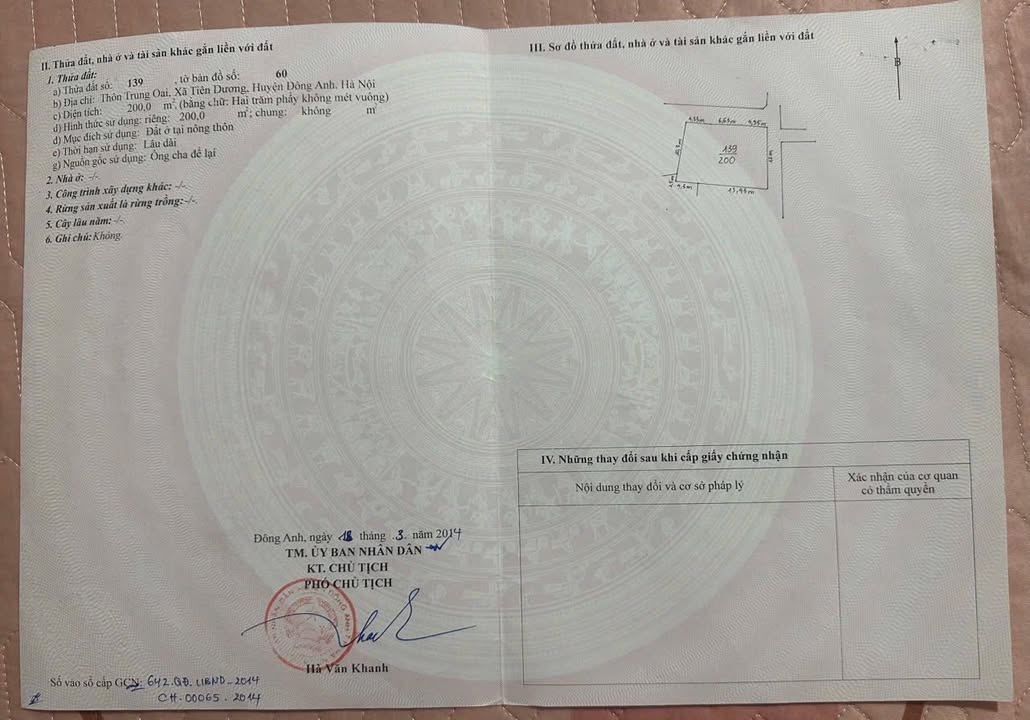 II. Thửa đất, nhà ở và tài sản khác gắn liền với đất
1. Thửa đất:
a) Thửa đất số: 139 , tờ bản đồ số: 60
b) Địa chỉ: Thôn Trung Oai, Xã Tiên Dương, Huyện Đông Anh, Hà Nội
c) Diện tích: 200,0 m², (bằng chữ: Hai trăm phẩy không mét vuông)
d) Hình thức sử dụng: riêng: 200,0 m²; chung: không m²
đ) Mục đích sử dụng: Đất ở tại nông thôn
e) Thời hạn sử dụng: Lâu dài
g) Nguồn gốc sử dụng: Ông cha để lại
2. Nhà ở: -/-
3. Công trình xây dựng khác: -/-
4. Rừng sản xuất là rừng trồng: -/-
5. Cây lâu năm: -/-
6. Ghi chú: Không
Đông Anh, ngày 18 tháng .3. năm 2014
TM. ỦY BAN NHÂN DÂN
KT. CHỦ TỊCH
PHÓ CHỦ TỊCH
Hà Văn Khanh
Số vào sổ cấp GCN: 642.QĐ.UBND-2014
CH.00065.2014
III. Sơ đồ thửa đất, nhà ở và tài sản khác gắn liền với đất
B
139
200
13,43m
IV. Những thay đổi sau khi cấp giấy chứng nhận
Nội dung thay đổi và cơ sở pháp lý
Xác nhận của cơ quan
có thẩm quyền